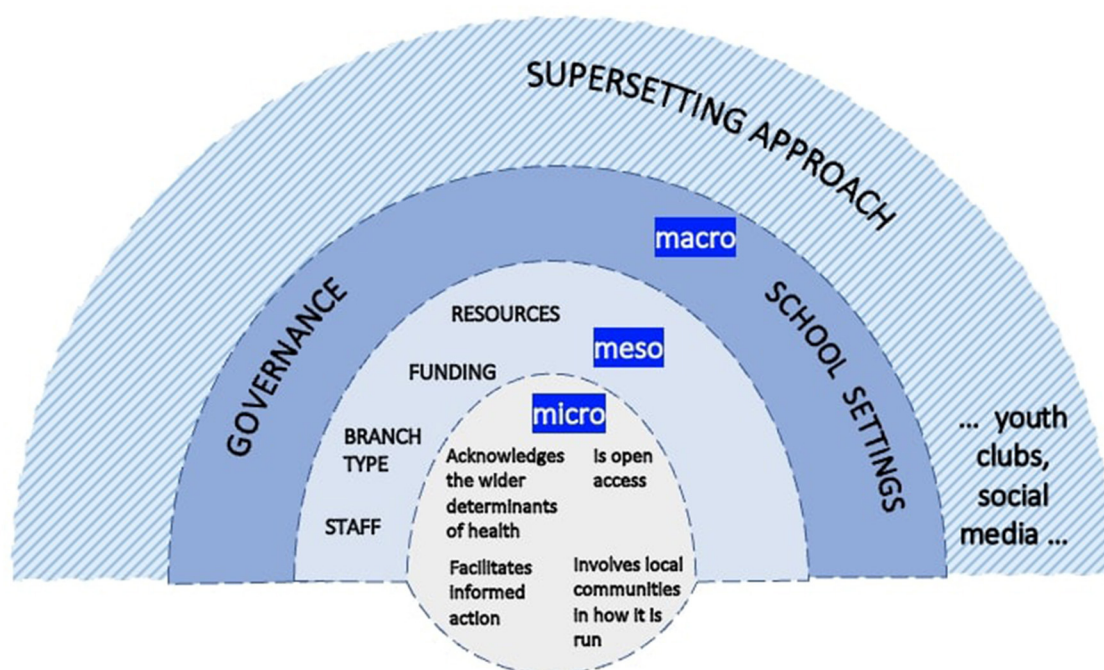 SUPERSETTING APPROACH
macro
GOVERNANCE
SCHOOL SETTINGS
RESOURCES
meso
FUNDING
micro
BRANCH
TYPE
STAFF
Acknowledges
the wider
determinants
of health
is open
access
Facilitates
informed
action
Involves local
communities
in how it is
run
... youth
clubs,
social
media ...